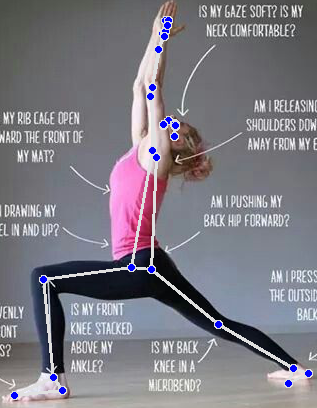 IS MY GAZE SOFT? IS MY
NECK COMFORTABLE?
MY RIB CAGE OPEN
WARD THE FRONT OF
MY MAT?
AM I RELEASING
SHOULDERS DOW
AWAY FROM MY E
DRAWING MY
EL IN AND UP?
AM I PUSHING MY
BACK HIP FORWARD?
AM I PRESS
THE OUTSID
BACK
VENLY
ONT
S?
IS MY FRONT
KNEE STACKED
ABOVE MY
ANKLE?
IS MY BACK
KNEE IN A
MICROBEND?